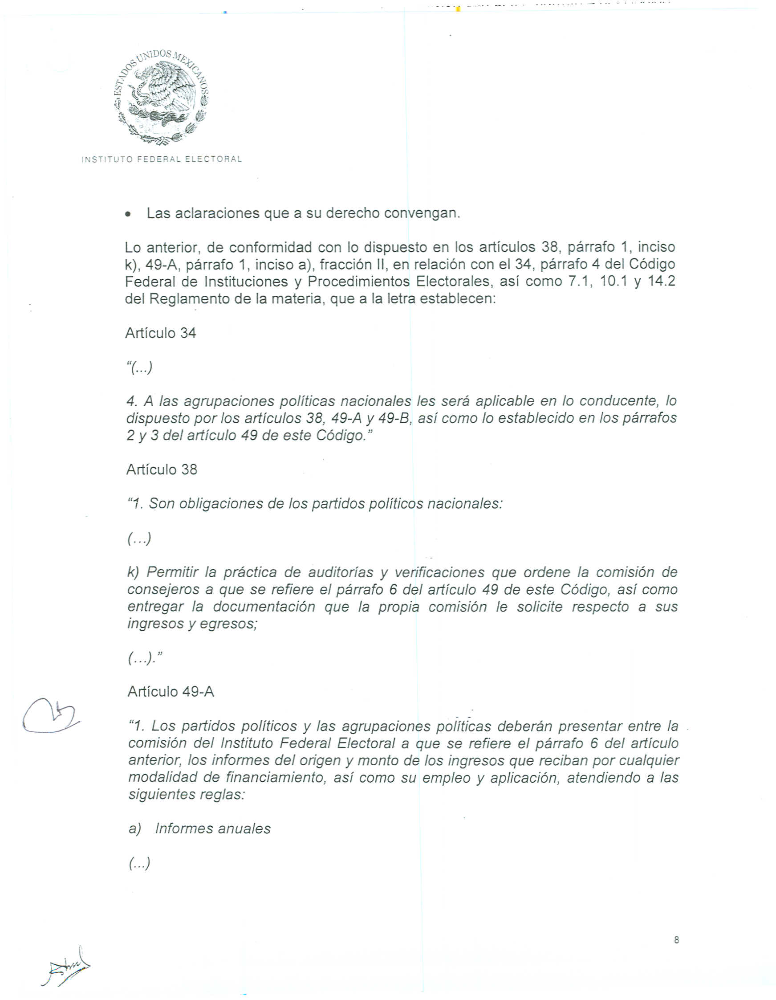 ESTADOS UNIDOS MEXICANOS
INSTITUTO FEDERAL ELECTORAL
• Las aclaraciones que a su derecho convengan.
Lo anterior, de conformidad con lo dispuesto en los artículos 38, párrafo 1, inciso
k), 49-A, párrafo 1, inciso a), fracción II, en relación con el 34, párrafo 4 del Código
Federal de Instituciones y Procedimientos Electorales, así como 7.1, 10.1 y 14.2
del Reglamento de la materia, que a la letra establecen:
Artículo 34
“(...)
4. A las agrupaciones políticas nacionales les será aplicable en lo conducente, lo
dispuesto por los artículos 38, 49-A y 49-B, así como lo establecido en los párrafos
2 y 3 del artículo 49 de este Código.”
Artículo 38
“1. Son obligaciones de los partidos políticos nacionales:
(...)
k) Permitir la práctica de auditorías y verificaciones que ordene la comisión de
consejeros a que se refiere el párrafo 6 del artículo 49 de este Código, así como
entregar la documentación que la propia comisión le solicite respecto a sus
ingresos y egresos;
(...).”
Artículo 49-A
“1. Los partidos políticos y las agrupaciones políticas deberán presentar entre la
comisión del Instituto Federal Electoral a que se refiere el párrafo 6 del artículo
anterior, los informes del origen y monto de los ingresos que reciban por cualquier
modalidad de financiamiento, así como su empleo y aplicación, atendiendo a las
siguientes reglas:
a) Informes anuales
(...)
8